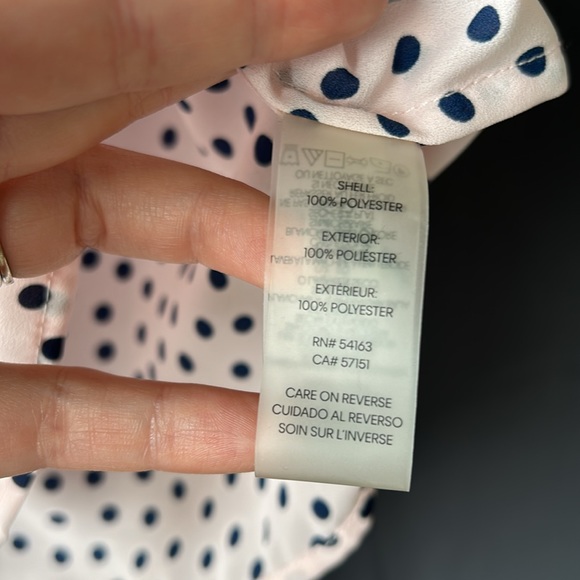 SHELL:
100% POLYESTER
EXTERIOR:
100% POLIÉSTER
EXTÉRIEUR:
100% POLYESTER
RN# 54163
CA# 57151
CARE ON REVERSE
CUIDADO AL REVERSO
SOIN SUR L'INVERSE